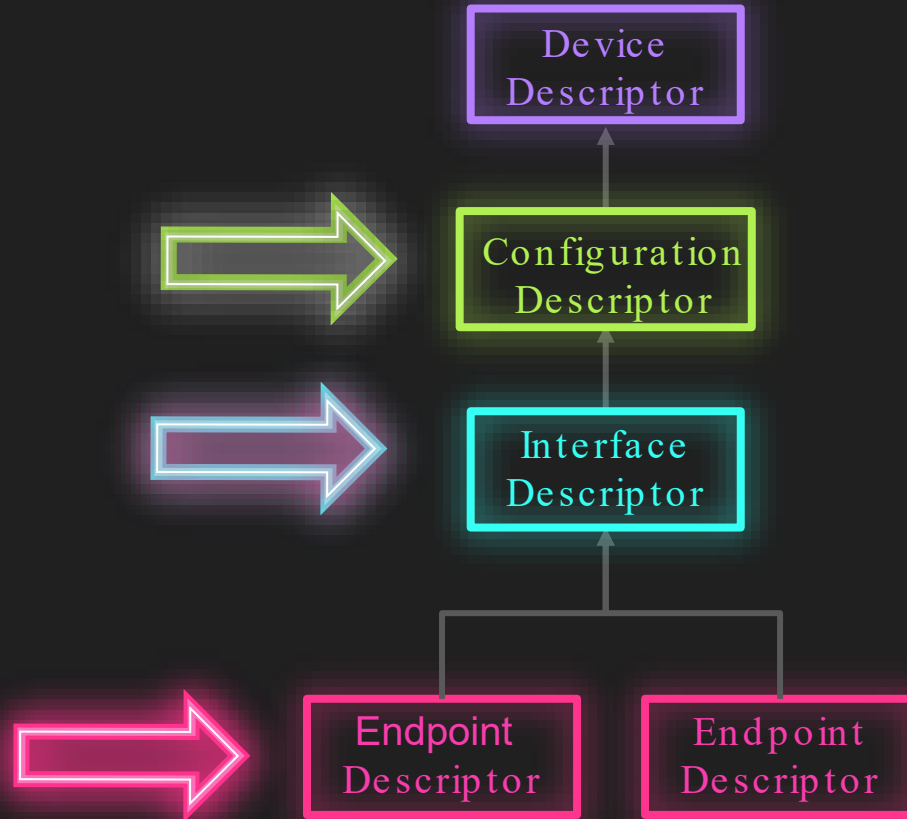 Device
Descriptor
Configuration
Descriptor
Interface
Descriptor
Endpoint
Descriptor
Endpoint
Descriptor